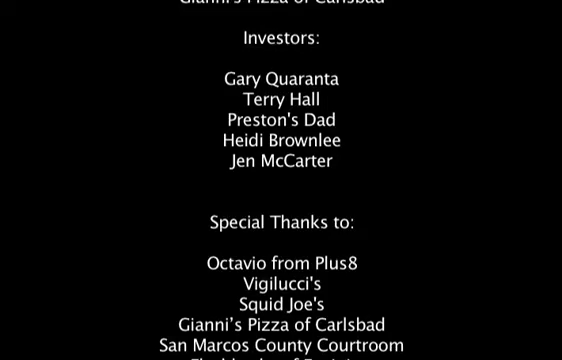 Gianni's Pizza of Carlsbad
Investors:
Gary Quaranta
Terry Hall
Preston's Dad
Heidi Brownlee
Jen McCarter
Special Thanks to:
Octavio from Plus8
Vigilucci's
Squid Joe's
Gianni’s Pizza of Carlsbad
San Marcos County Courtroom